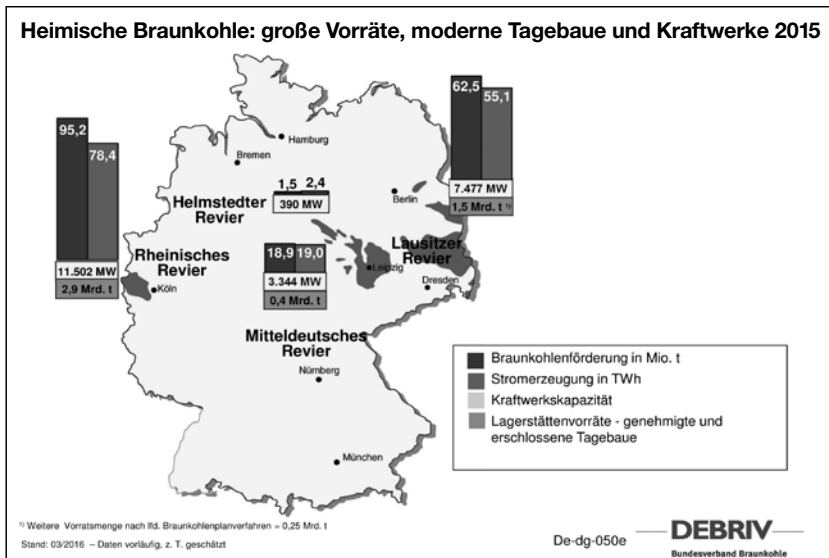 Heimische Braunkohle: große Vorräte, moderne Tagebaue und Kraftwerke 2015
62,5
55,1
7.477 MW
1,5 Mrd. t ¹⁾
95,2
78,4
11.502 MW
2,9 Mrd. t
Hamburg
Bremen
Berlin
1,5 2,4
390 MW
Helmstedter
Revier
Rheinisches
Revier
Köln
18,9 19,0
3.344 MW
0,4 Mrd. t
Leipzig
Lausitzer
Revier
Dresden
Mitteldeutsches
Revier
Nürnberg
München
Braunkohlenförderung in Mio. t
Stromerzeugung in TWh
Kraftwerkskapazität
Lagerstättenvorräte - genehmigte und
erschlossene Tagebaue
¹⁾ Weitere Vorratsmenge nach lfd. Braunkohlenplanverfahren = 0,25 Mrd. t
Stand: 03/2016 – Daten vorläufig, z. T. geschätzt
De-dg-050e
DEBRIV
Bundesverband Braunkohle